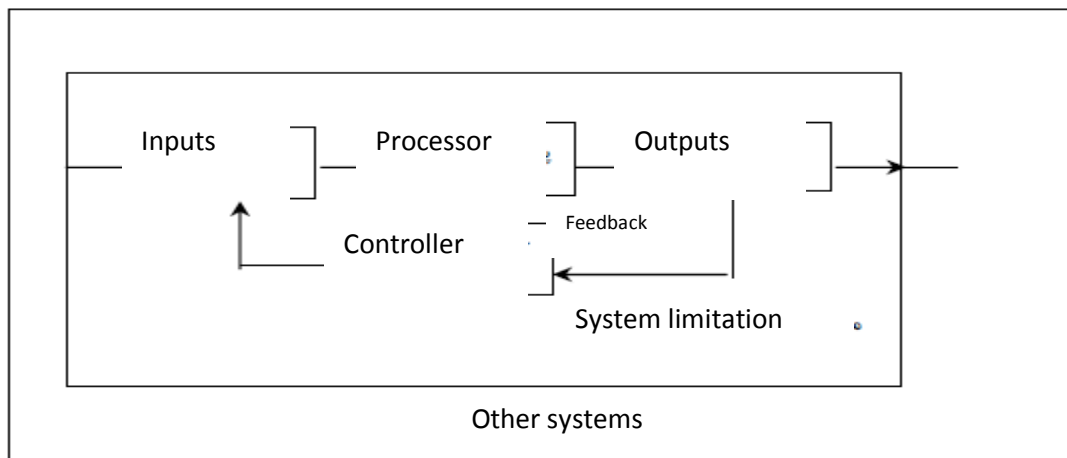 Inputs
Processor
Outputs
Feedback
Controller
System limitation
Other systems